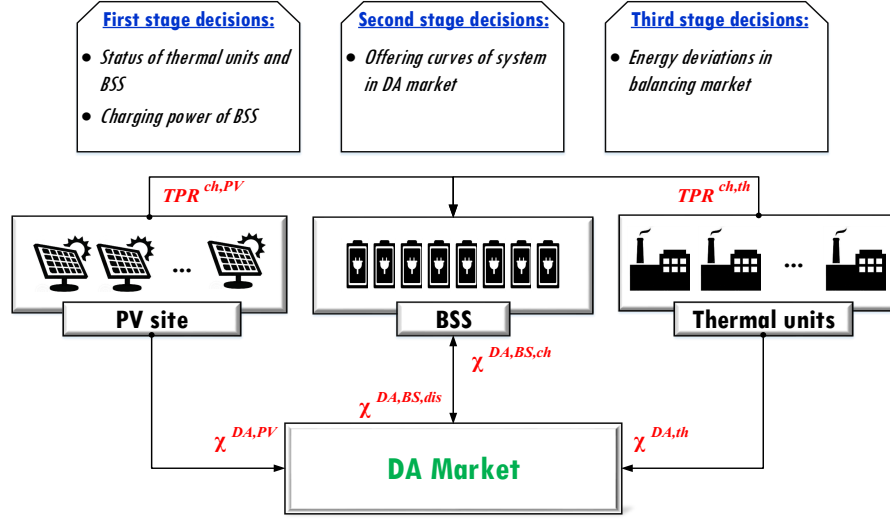 First stage decisions:
● Status of thermal units and
BSS
● Charging power of BSS
Second stage decisions:
● Offering curves of system
in DA market
Third stage decisions:
● Energy deviations in
balancing market
TPR ch,PV
TPR ch,th
...
...
PV site
BSS
Thermal units
χ DA,BS,ch
χ DA,BS,dis
χ DA,PV
χ DA,th
DA Market